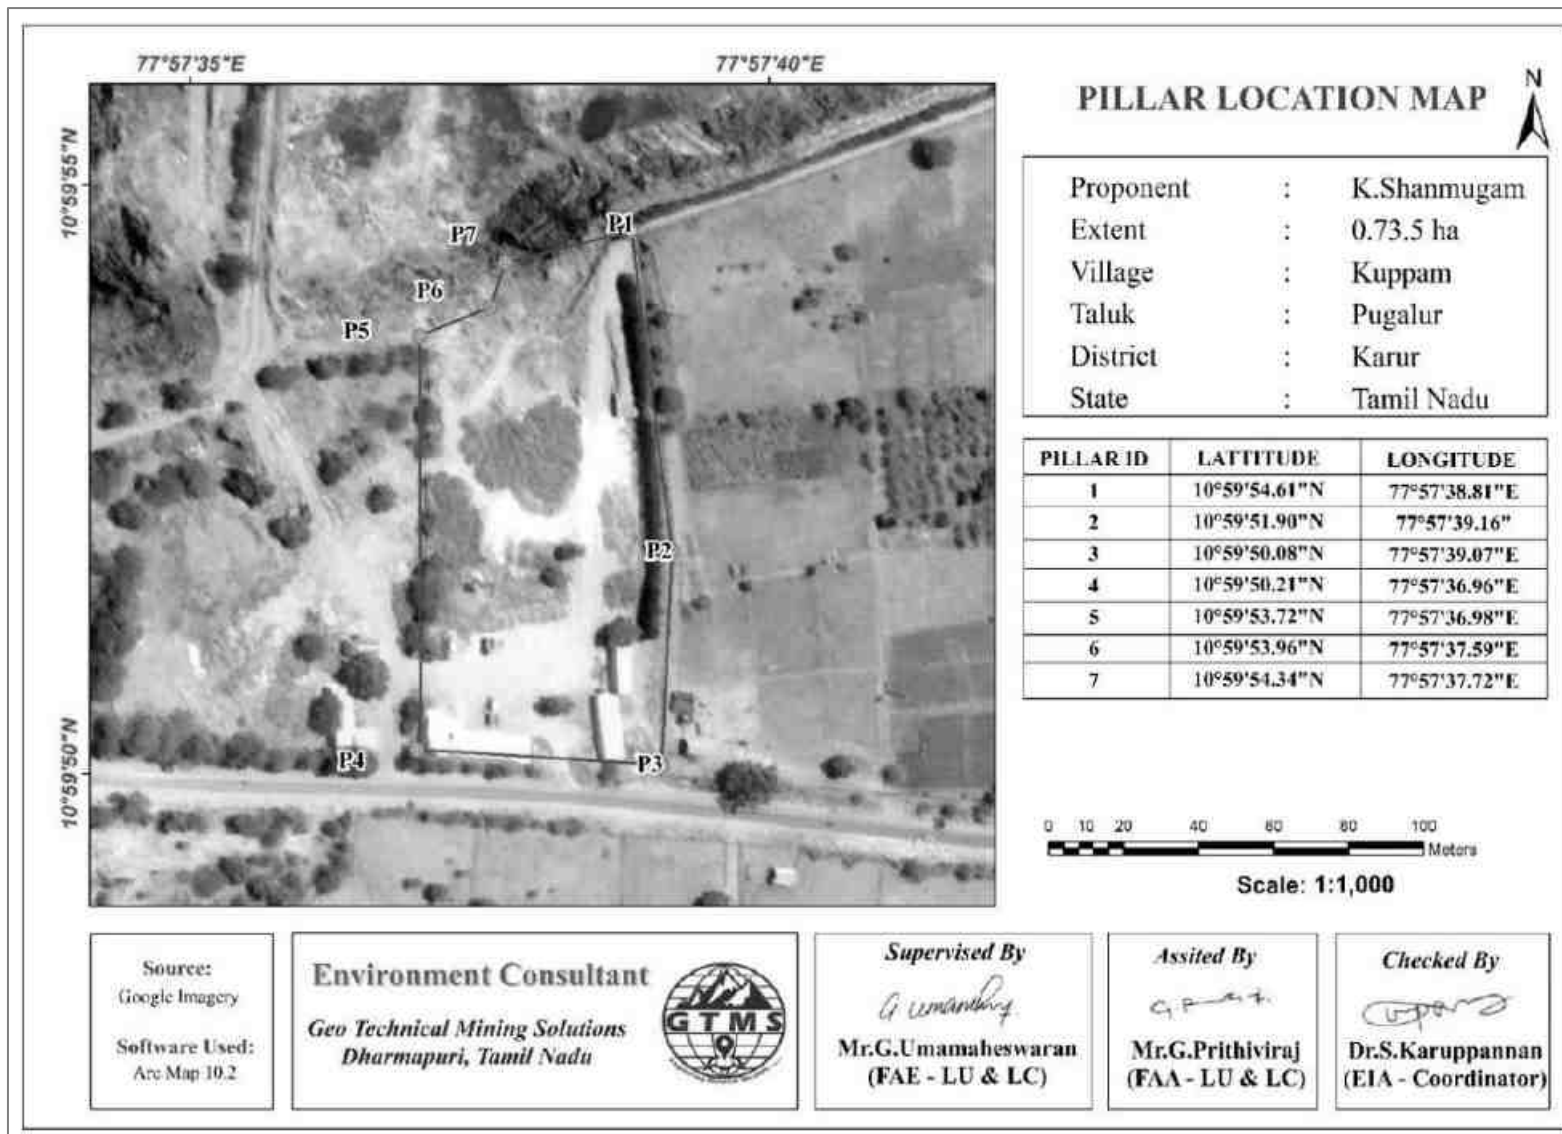 77°57'35"E
77°57'40"E
10°59'55"N
10°59'50"N
P1
P7
P6
P5
P2
P4
P3
PILLAR LOCATION MAP
N
Proponent : K.Shanmugam
Extent : 0.73.5 ha
Village : Kuppam
Taluk : Pugalur
District : Karur
State : Tamil Nadu
PILLAR ID LATTITUDE LONGITUDE
1 10°59'54.61"N 77°57'38.81"E
2 10°59'51.90"N 77°57'39.16"
3 10°59'50.08"N 77°57'39.07"E
4 10°59'50.21"N 77°57'36.96"E
5 10°59'53.72"N 77°57'36.98"E
6 10°59'53.96"N 77°57'37.59"E
7 10°59'54.34"N 77°57'37.72"E
0 10 20 40 60 80 100
Meters
Scale: 1:1,000
Source:
Google Imagery
Software Used:
Arc Map 10.2
Environment Consultant
Geo Technical Mining Solutions
Dharmapuri, Tamil Nadu
GTMS
Supervised By
Mr.G.Umamaheswaran
(FAE - LU & LC)
Assited By
Mr.G.Prithiviraj
(FAA - LU & LC)
Checked By
Dr.S.Karuppannan
(EIA - Coordinator)